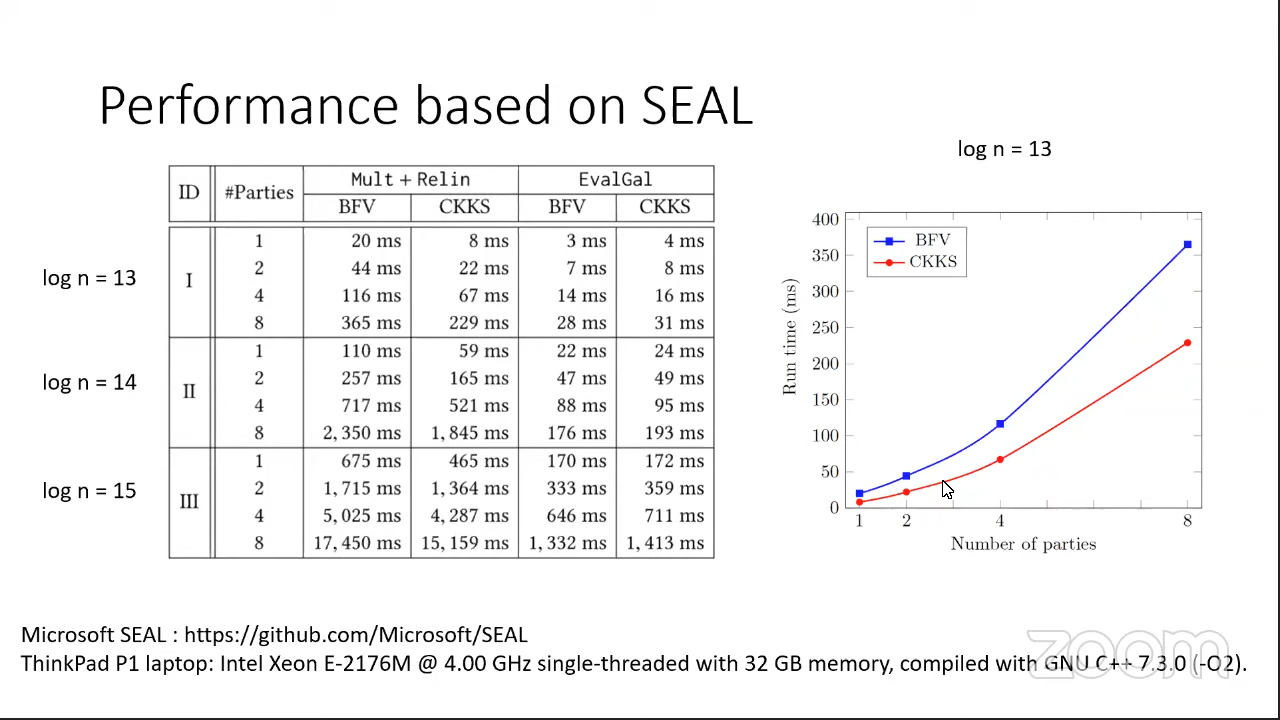 Performance based on SEAL
log n = 13
ID #Parties Mult + Relin EvalGal
BFV CKKS BFV CKKS
log n = 13
I
1 20 ms 8 ms 3 ms 4 ms
2 44 ms 22 ms 7 ms 8 ms
4 116 ms 67 ms 14 ms 16 ms
8 365 ms 229 ms 28 ms 31 ms
log n = 14
II
1 110 ms 59 ms 22 ms 24 ms
2 257 ms 165 ms 47 ms 49 ms
4 717 ms 521 ms 88 ms 95 ms
8 2,350 ms 1,845 ms 176 ms 193 ms
log n = 15
III
1 675 ms 465 ms 170 ms 172 ms
2 1,715 ms 1,364 ms 333 ms 359 ms
4 5,025 ms 4,287 ms 646 ms 711 ms
8 17,450 ms 15,159 ms 1,332 ms 1,413 ms
BFV
CKKS
Run time (ms)
400
350
300
250
200
150
100
50
0
1 2 4 8
Number of parties
Microsoft SEAL : https://github.com/Microsoft/SEAL
ThinkPad P1 laptop: Intel Xeon E-2176M @ 4.00 GHz single-threaded with 32 GB memory, compiled with GNU C++ 7.3.0 (-O2).
zoom